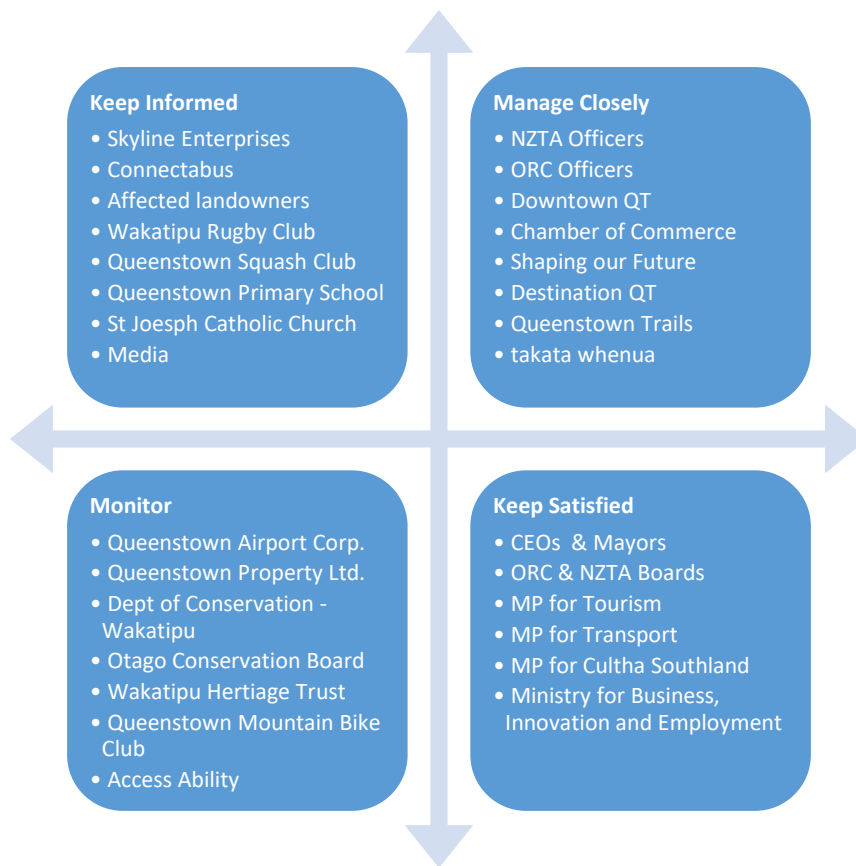 Keep Informed
• Skyline Enterprises
• Connectabus
• Affected landowners
• Wakatipu Rugby Club
• Queenstown Squash Club
• Queenstown Primary School
• St Joesph Catholic Church
• Media
Manage Closely
• NZTA Officers
• ORC Officers
• Downtown QT
• Chamber of Commerce
• Shaping our Future
• Destination QT
• Queenstown Trails
• takata whenua
Monitor
• Queenstown Airport Corp.
• Queenstown Property Ltd.
• Dept of Conservation -
Wakatipu
• Otago Conservation Board
• Wakatipu Hertiage Trust
• Queenstown Mountain Bike
Club
• Access Ability
Keep Satisfied
• CEOs & Mayors
• ORC & NZTA Boards
• MP for Tourism
• MP for Transport
• MP for Cultha Southland
• Ministry for Business,
Innovation and Employment